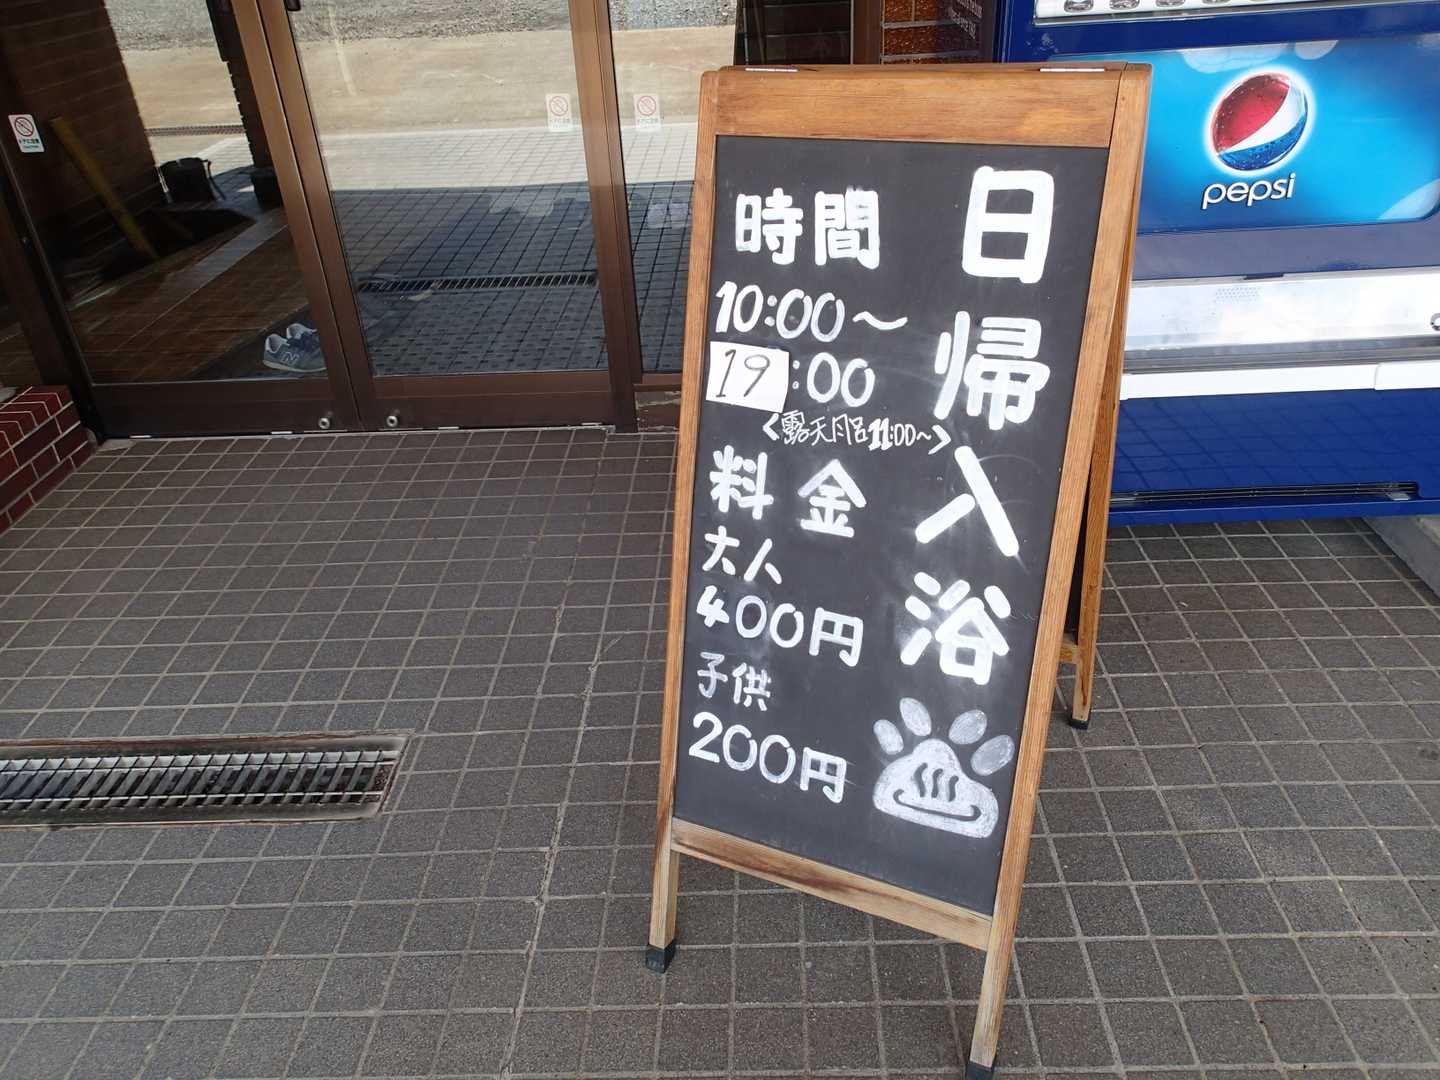 日帰入浴
時間
10:00〜
19:00
<露天风呂11:00~>
料金
大人
400円
子供
200円
pepsi